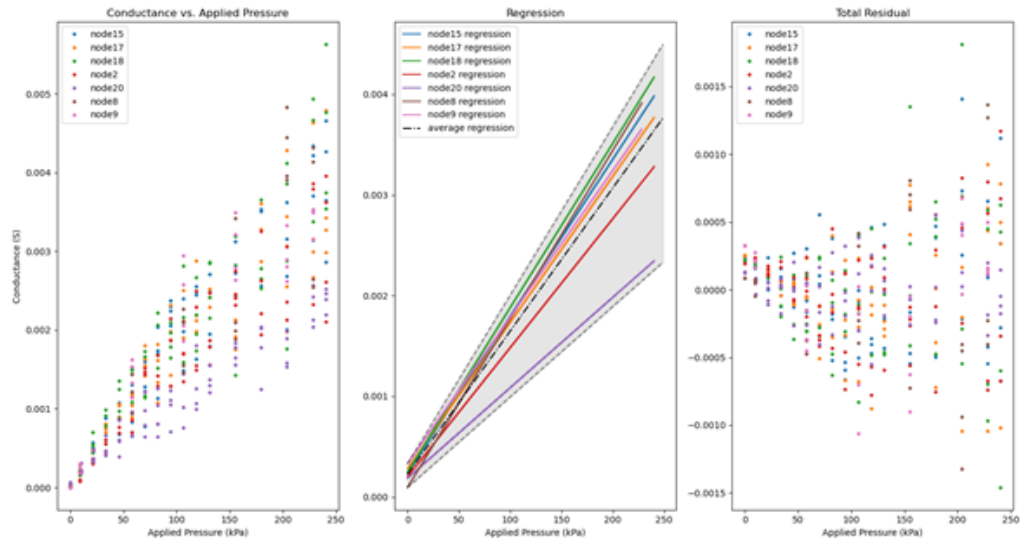 Conductance vs. Applied Pressure
node15
node17
node18
node2
node20
node8
node9
0.005
0.004
0.003
0.002
0.001
0.000
Conductance (S)
0
50
100
150
200
250
Applied Pressure (kPa)
Regression
node15 regression
node17 regression
node18 regression
node2 regression
node20 regression
node8 regression
node9 regression
average regression
0.004
0.003
0.002
0.001
0.000
0
50
100
150
200
250
Applied Pressure (kPa)
Total Residual
node15
node17
node18
node2
node20
node8
node9
0.0015
0.0010
0.0005
0.0000
−0.0005
−0.0010
−0.0015
0
50
100
150
200
250
Applied Pressure (kPa)